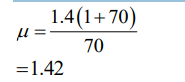 μ = 1.4(1+70)/70
=1.42